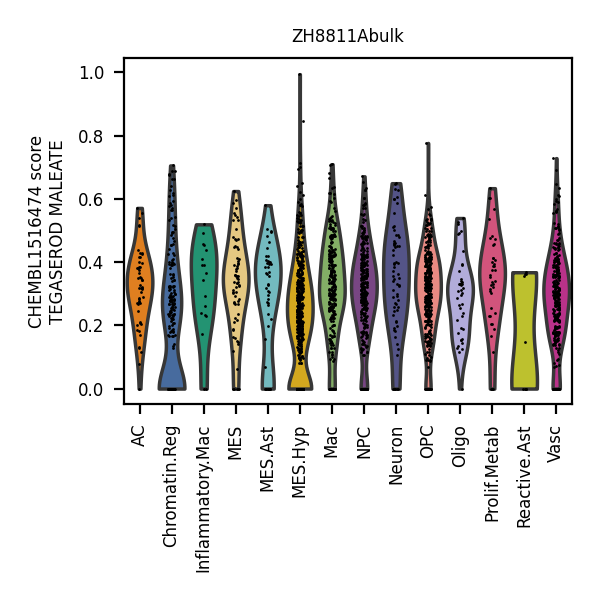 ZH8811Abulk
CHEMBL1516474 score
TEGASEROD MALEATE
1.0
0.8
0.6
0.4
0.2
0.0
AC
Chromatin.Reg
Inflammatory.Mac
MES
MES.Ast
MES.Hyp
Mac
NPC
Neuron
OPC
Oligo
Prolif.Metab
Reactive.Ast
Vasc